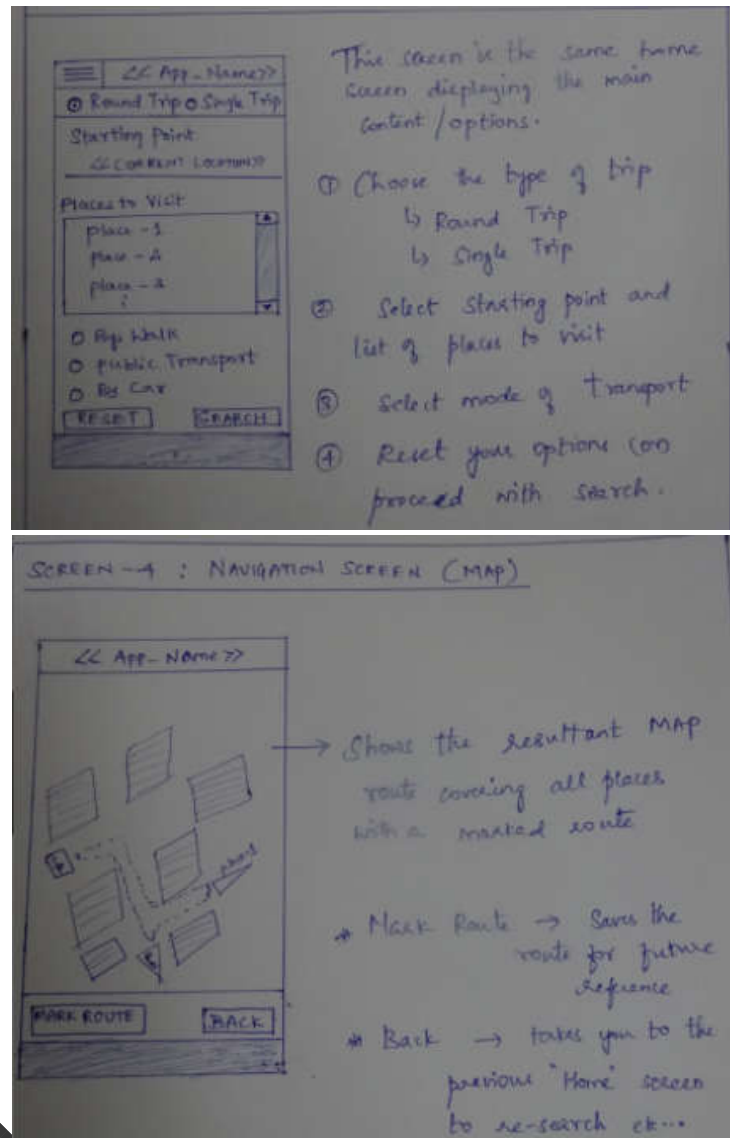 << App_Name>>
Round Trip Single Trip
Starting Point
<<CURRENT LOCATION>>
Places to Visit
place - 1
place - 2
place - 3
By Walk
Public Transport
By Car
RESET
SEARCH
This screen is the same home
screen displaying the main
content/options.
① Choose the type of trip
↳ Round Trip
↳ Single Trip
② Select Starting point and
list of places to visit
③ Select mode of Transport
④ Reset your options (or)
proceed with search.
SCREEN-4 : NAVIGATION SCREEN (MAP)
<< App_Name >>
MARK ROUTE
BACK
→ Shows the resultant MAP
route covering all places
with a marked route
* Mark Route → Saves the
route for future
reference
* Back → takes you to the
previous "Home" screen
to re-search etc...